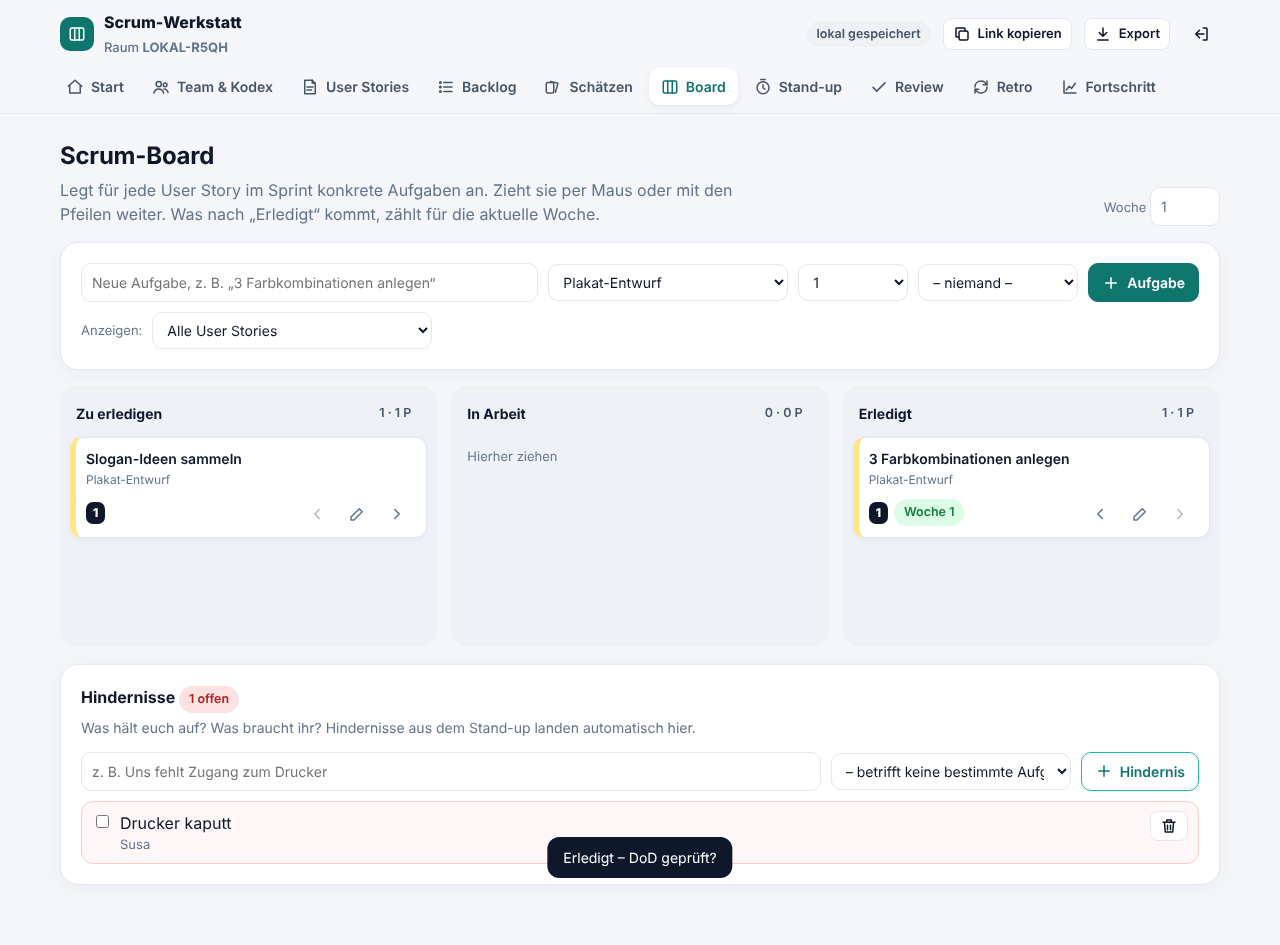 Scrum-Werkstatt
Raum LOKAL-R5QH
lokal gespeichert
Link kopieren
Export
Start
Team & Kodex
User Stories
Backlog
Schätzen
Board
Stand-up
Review
Retro
Fortschritt
Scrum-Board
Legt für jede User Story im Sprint konkrete Aufgaben an. Zieht sie per Maus oder mit den
Pfeilen weiter. Was nach „Erledigt“ kommt, zählt für die aktuelle Woche.
Woche 1
Neue Aufgabe, z. B. „3 Farbkombinationen anlegen“
Plakat-Entwurf
1
– niemand –
Aufgabe
Anzeigen:
Alle User Stories
Zu erledigen
1 · 1 P
Slogan-Ideen sammeln
Plakat-Entwurf
1
In Arbeit
0 · 0 P
Hierher ziehen
Erledigt
1 · 1 P
3 Farbkombinationen anlegen
Plakat-Entwurf
1
Woche 1
Hindernisse
1 offen
Was hält euch auf? Was braucht ihr? Hindernisse aus dem Stand-up landen automatisch hier.
z. B. Uns fehlt Zugang zum Drucker
– betrifft keine bestimmte Aufg
Hindernis
Drucker kaputt
Susa
Erledigt – DoD geprüft?